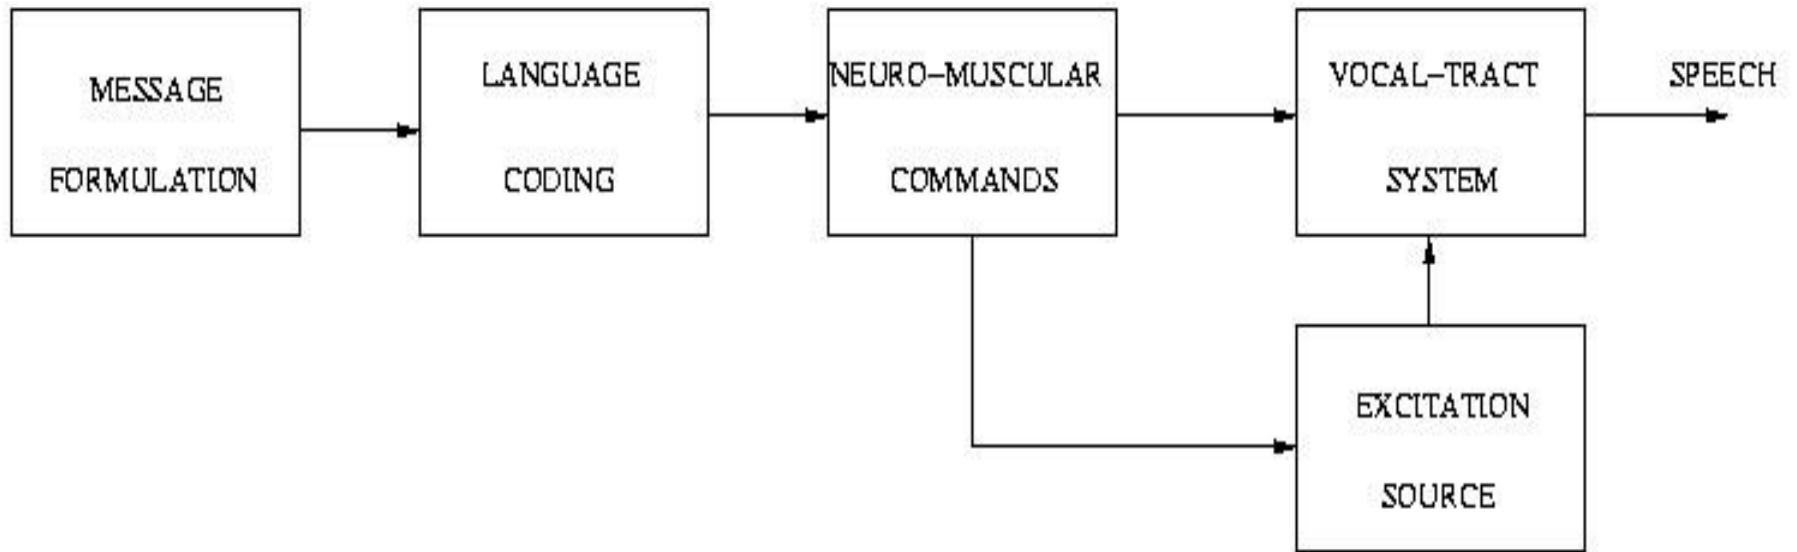 MESSAGE
FORMULATION
LANGUAGE
CODING
NEURO-MUSCULAR
COMMANDS
VOCAL-TRACT
SYSTEM
SPEECH
EXCITATION
SOURCE